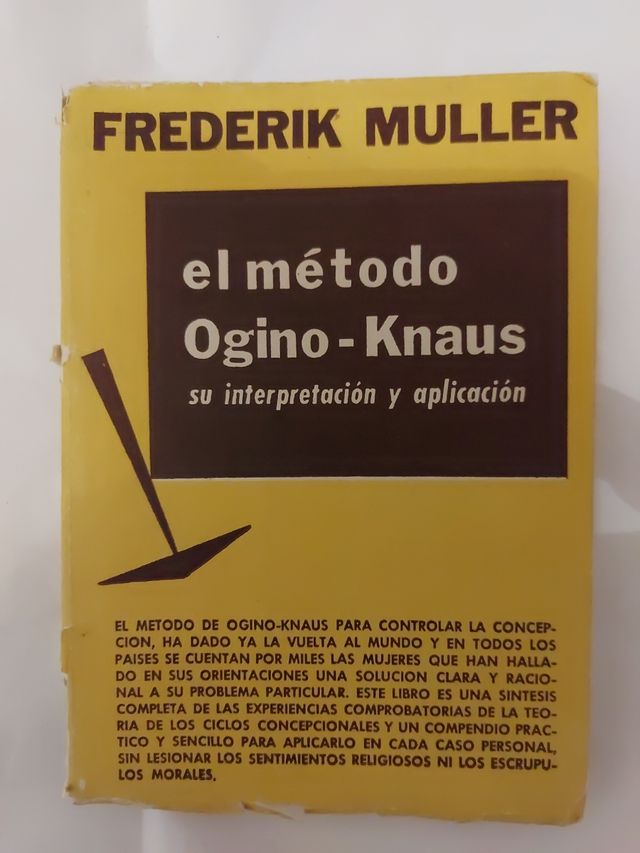 FREDERIK MULLER
el método
Ogino-Knaus
su interpretación y aplicación
EL METODO DE OGINO-KNAUS PARA CONTROLAR LA CONCEP-
CION, HA DADO YA LA VUELTA AL MUNDO Y EN TODOS LOS
PAISES SE CUENTAN POR MILES LAS MUJERES QUE HAN HALLA-
DO EN SUS ORIENTACIONES UNA SOLUCION CLARA Y RACIO-
NAL A SU PROBLEMA PARTICULAR. ESTE LIBRO ES UNA SINTESIS
COMPLETA DE LAS EXPERIENCIAS COMPROBATORIAS DE LA TEO-
RIA DE LOS CICLOS CONCEPCIONALES Y UN COMPENDIO PRAC-
TICO Y SENCILLO PARA APLICARLO EN CADA CASO PERSONAL,
SIN LESIONAR LOS SENTIMIENTOS RELIGIOSOS NI LOS ESCRUPU-
LOS MORALES.